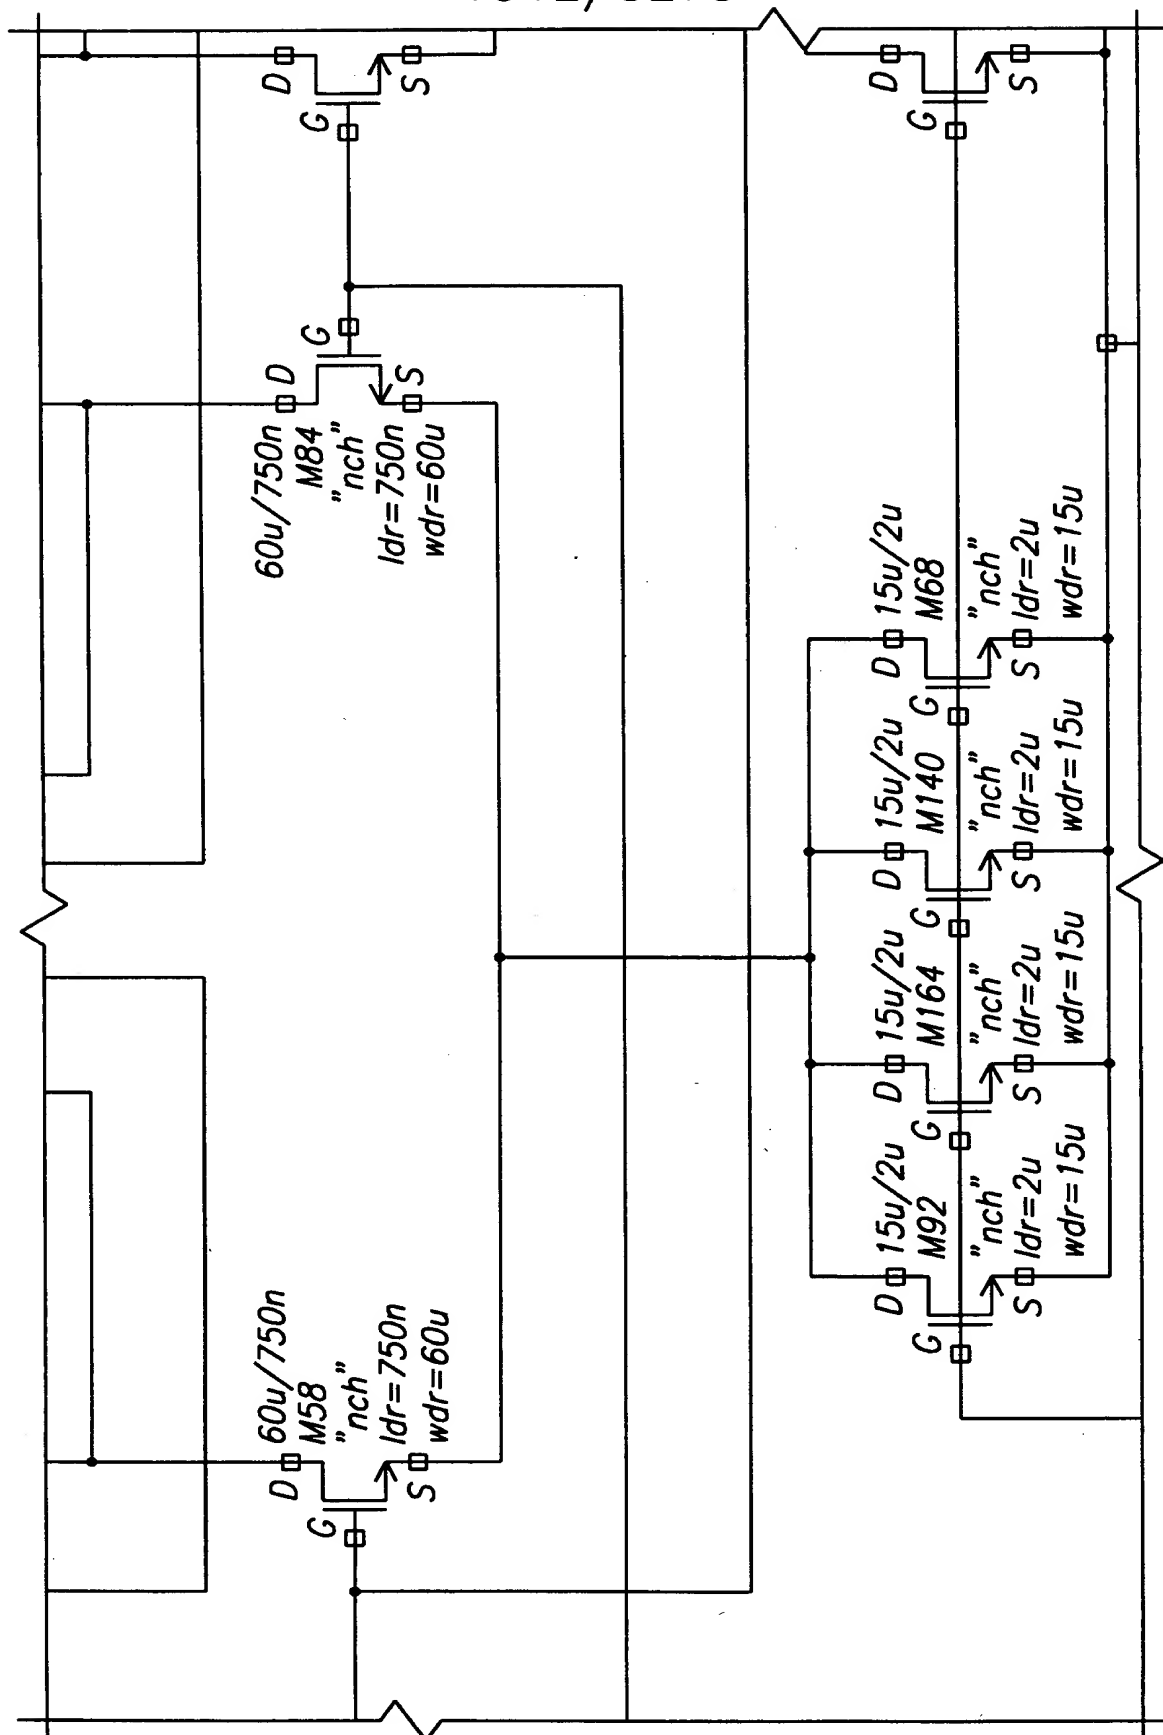 D
G
S
D
G
S
60u/750n
M84
"nch"
ldr=750n
wdr=60u
D
G
S
60u/750n
M58
"nch"
ldr=750n
wdr=60u
D
G
S
15u/2u
M92
"nch"
ldr=2u
wdr=15u
D
G
S
15u/2u
M164
"nch"
ldr=2u
wdr=15u
D
G
S
15u/2u
M140
"nch"
ldr=2u
wdr=15u
D
G
S
15u/2u
M68
"nch"
ldr=2u
wdr=15u
D
G
S